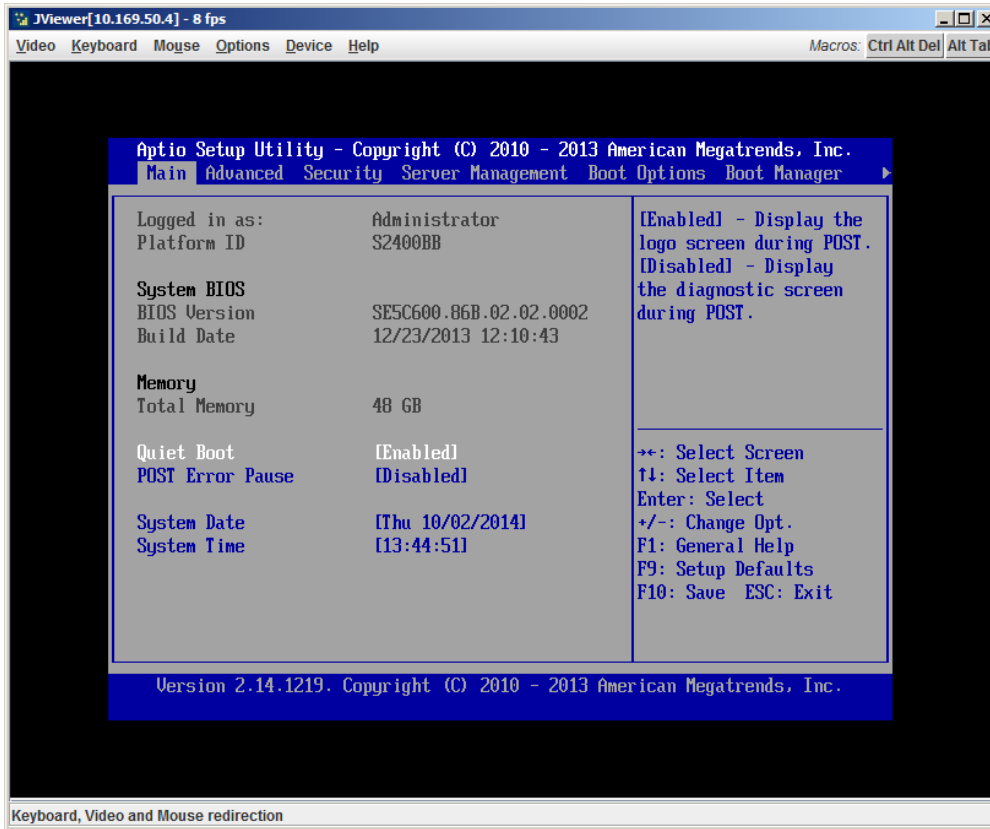 JViewer[10.169.50.4] - 8 fps
Video Keyboard Mouse Options Device Help Macros: Ctrl Alt Del Alt Tab
Aptio Setup Utility - Copyright (C) 2010 - 2013 American Megatrends, Inc.
Main Advanced Security Server Management Boot Options Boot Manager
Logged in as: Administrator
Platform ID S2400BB
System BIOS
BIOS Version SE5C600.86B.02.02.0002
Build Date 12/23/2013 12:10:43
Memory
Total Memory 48 GB
Quiet Boot [Enabled]
POST Error Pause [Disabled]
System Date [Thu 10/02/2014]
System Time [13:44:51]
[Enabled] - Display the
logo screen during POST.
[Disabled] - Display
the diagnostic screen
during POST.
→←: Select Screen
↑↓: Select Item
Enter: Select
+/-: Change Opt.
F1: General Help
F9: Setup Defaults
F10: Save ESC: Exit
Version 2.14.1219. Copyright (C) 2010 - 2013 American Megatrends, Inc.
Keyboard, Video and Mouse redirection